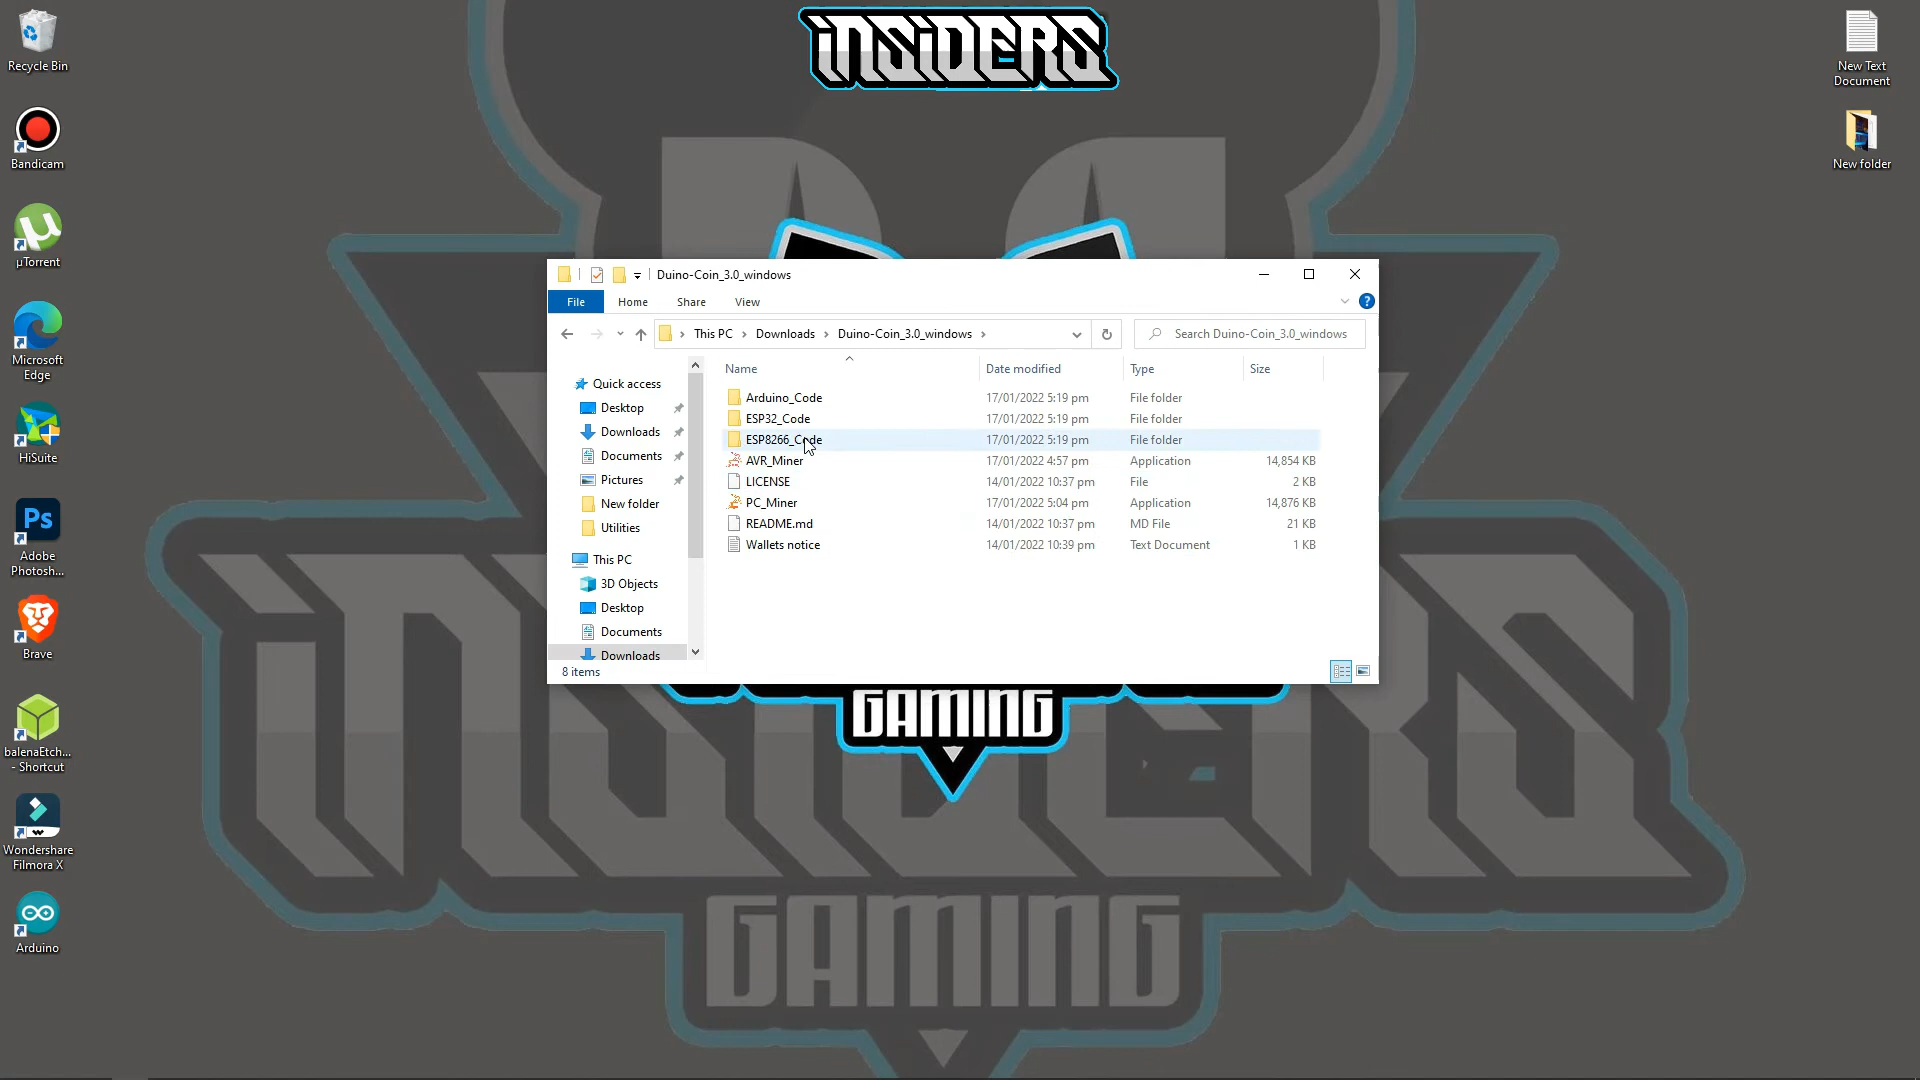 iNSiDERS
Recycle Bin
Bandicam
µTorrent
Microsoft
Edge
HiSuite
Ps
Adobe
Photosh...
Brave
balenaEtch...
- Shortcut
Wondershare
Filmora X
Arduino
New Text
Document
New folder
Duino-Coin_3.0_windows
File Home Share View
This PC Downloads Duino-Coin_3.0_windows
Search Duino-Coin_3.0_windows
Quick access
Desktop
Downloads
Documents
Pictures
New folder
Utilities
This PC
3D Objects
Desktop
Documents
Downloads
Name Date modified Type Size
Arduino_Code 17/01/2022 5:19 pm File folder
ESP32_Code 17/01/2022 5:19 pm File folder
ESP8266_Code 17/01/2022 5:19 pm File folder
AVR_Miner 17/01/2022 4:57 pm Application 14,854 KB
LICENSE 14/01/2022 10:37 pm File 2 KB
PC_Miner 17/01/2022 5:04 pm Application 14,876 KB
README.md 14/01/2022 10:37 pm MD File 21 KB
Wallets notice 14/01/2022 10:39 pm Text Document 1 KB
8 items
GAMING
iNSiDERS
GAMING